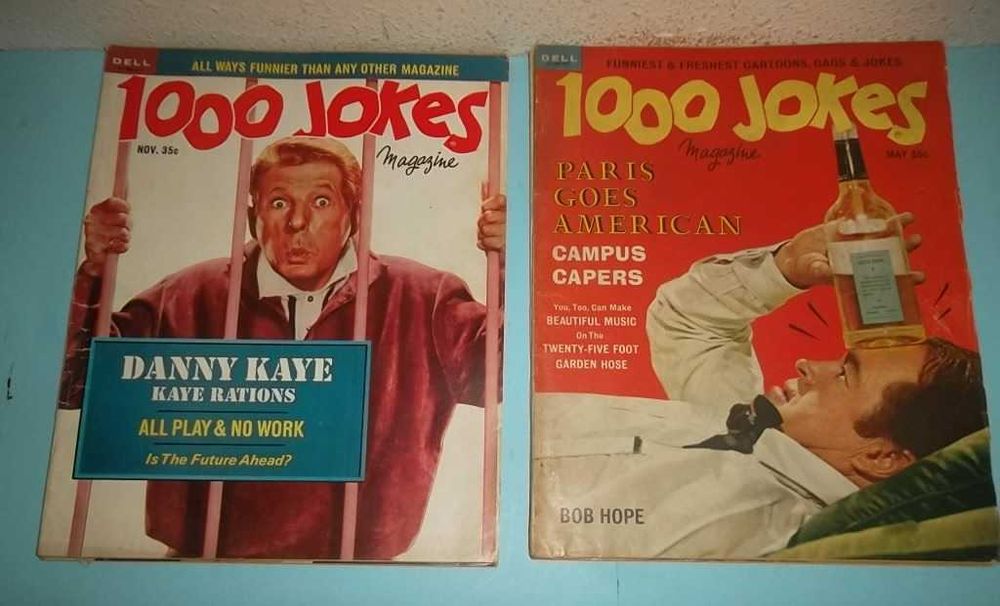 DELL
ALL WAYS FUNNIER THAN ANY OTHER MAGAZINE
1000 JOKES
NOV. 35¢
Magazine
DANNY KAYE
KAYE RATIONS
ALL PLAY & NO WORK
Is The Future Ahead?
DELL
FUNNIEST & FRESHEST CARTOONS, GAGS & JOKES
1000 JOKES
Magazine
MAY 35¢
PARIS
GOES
AMERICAN
CAMPUS
CAPERS
You, Too, Can Make
BEAUTIFUL MUSIC
On The
TWENTY-FIVE FOOT
GARDEN HOSE
BOB HOPE